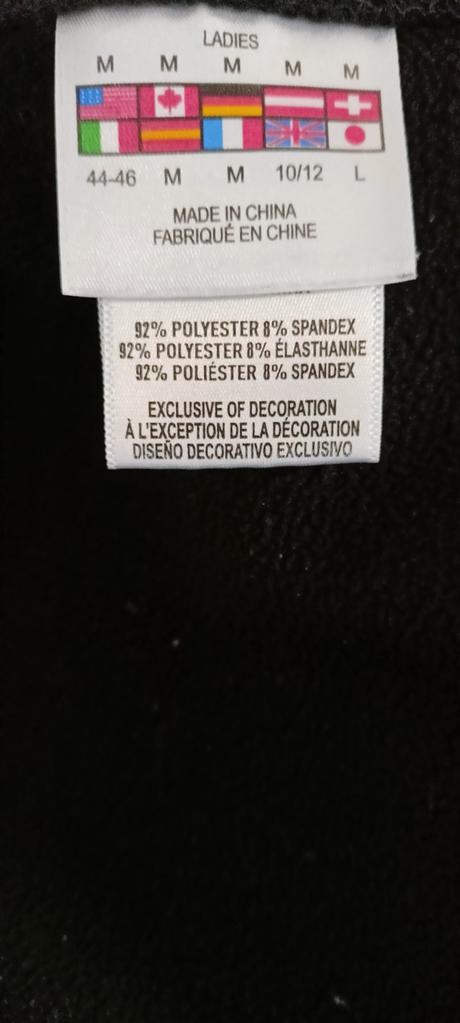 LADIES
M M M M M
44-46 M M 10/12 L
MADE IN CHINA
FABRIQUÉ EN CHINE
92% POLYESTER 8% SPANDEX
92% POLYESTER 8% ÉLASTHANNE
92% POLIÉSTER 8% SPANDEX
EXCLUSIVE OF DECORATION
À L'EXCEPTION DE LA DÉCORATION
DISEÑO DECORATIVO EXCLUSIVO